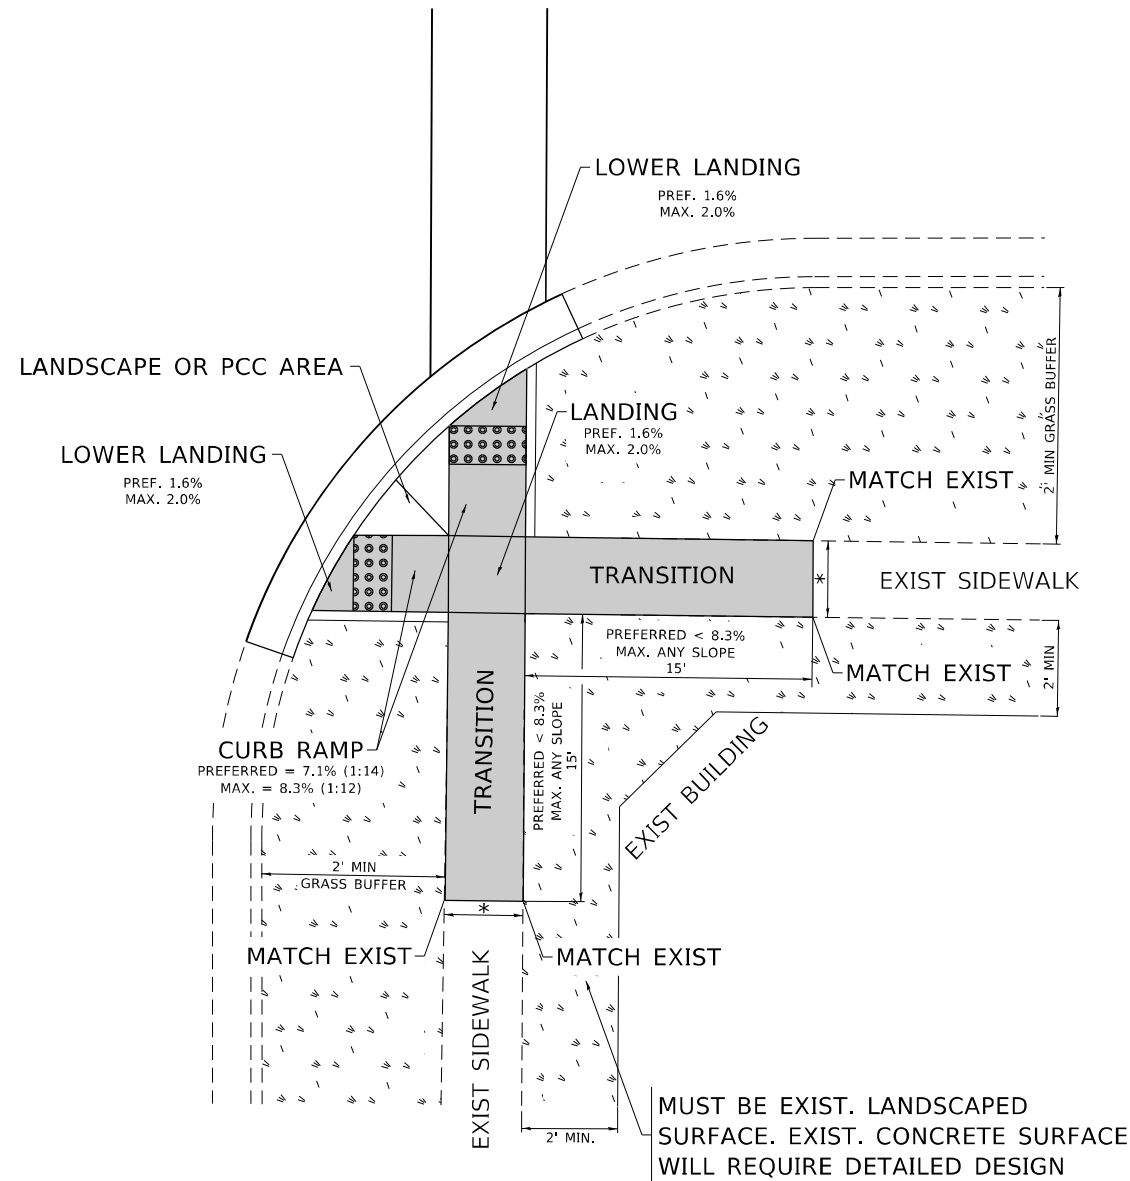 LOWER LANDING
PREF. 1.6%
MAX. 2.0%
LANDSCAPE OR PCC AREA
LANDING
PREF. 1.6%
MAX. 2.0%
2' MIN GRASS BUFFER
LOWER LANDING
PREF. 1.6%
MAX. 2.0%
MATCH EXIST
TRANSITION
*
EXIST SIDEWALK
PREFERRED < 8.3%
MAX. ANY SLOPE
15'
MATCH EXIST
2' MIN
TRANSITION
PREFERRED < 8.3%
MAX. ANY SLOPE
15'
CURB RAMP
PREFERRED = 7.1% (1:14)
MAX. = 8.3% (1:12)
EXIST BUILDING
2' MIN
GRASS BUFFER
*
MATCH EXIST
MATCH EXIST
EXIST SIDEWALK
2' MIN.
MUST BE EXIST. LANDSCAPED
SURFACE. EXIST. CONCRETE SURFACE
WILL REQUIRE DETAILED DESIGN